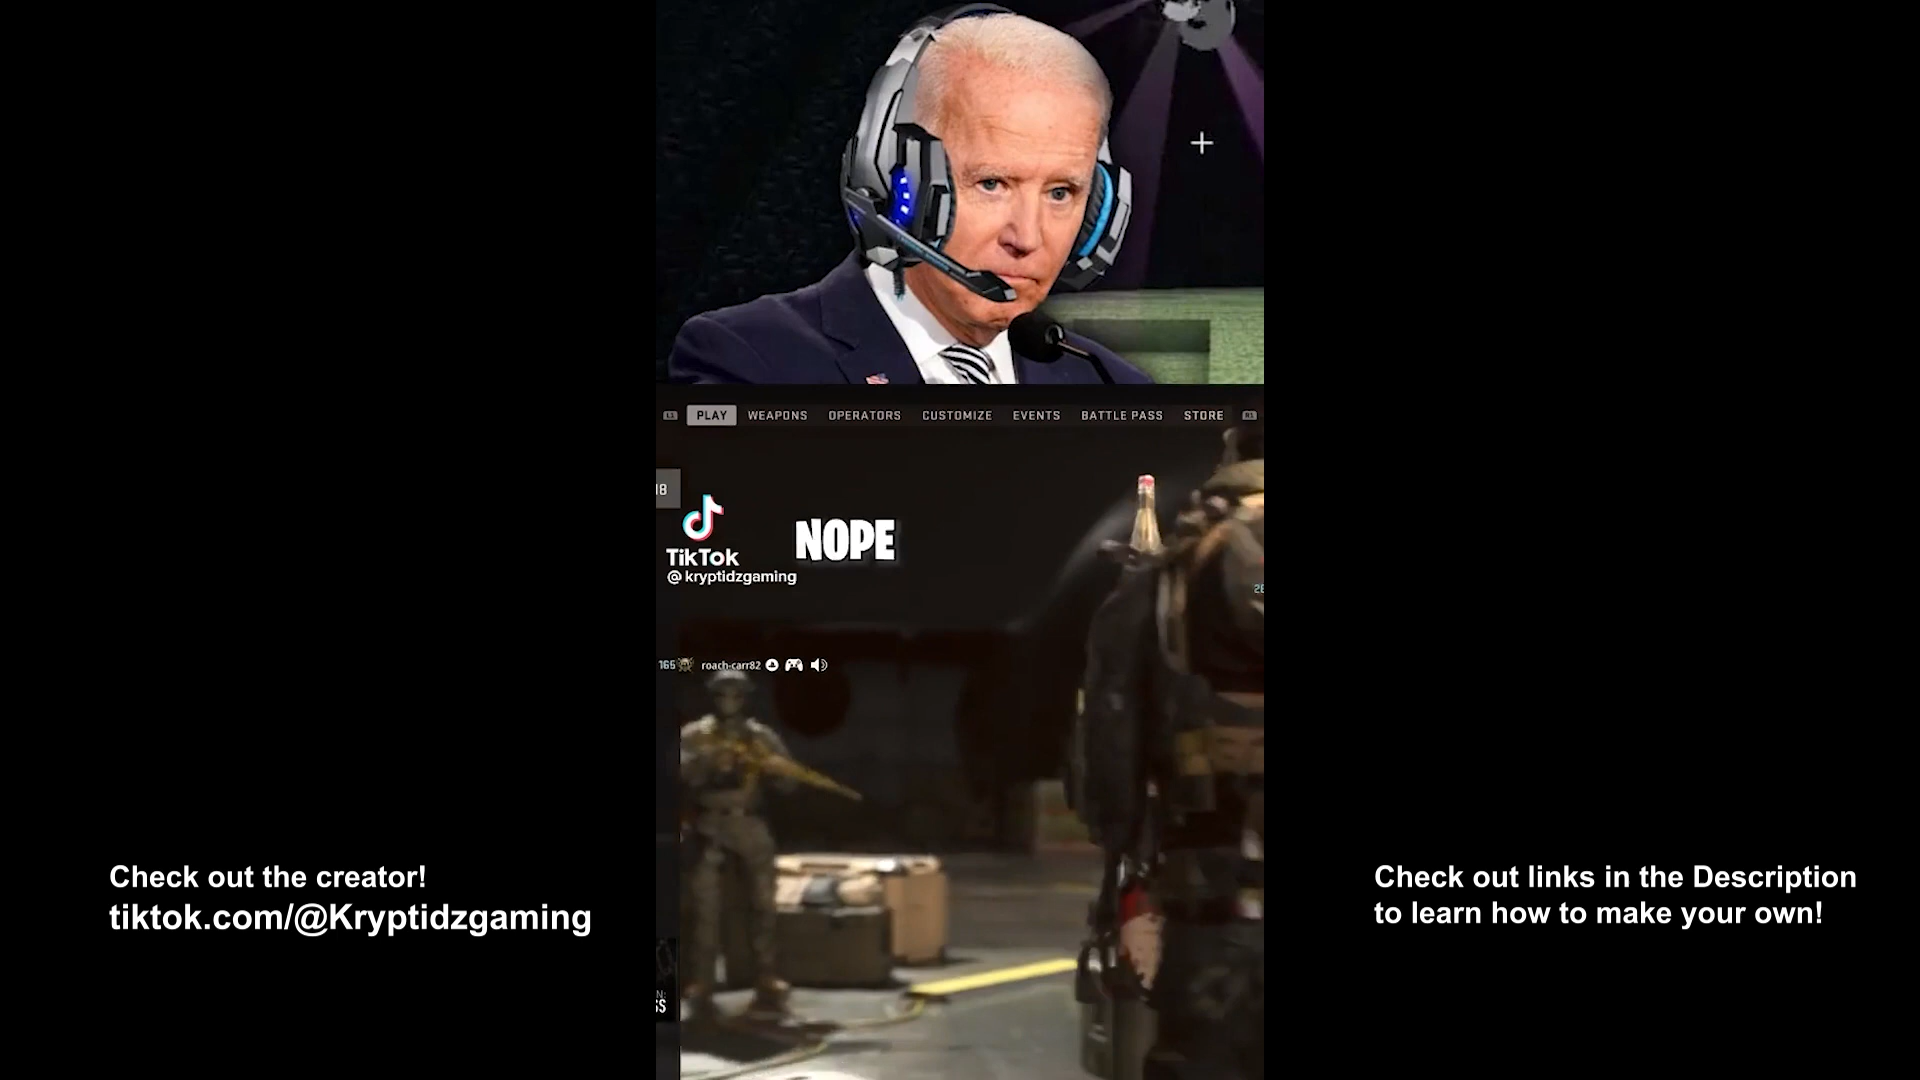 PLAY WEAPONS OPERATORS CUSTOMIZE EVENTS BATTLE PASS STORE
18
TikTok
@kryptidzgaming
NOPE
165 roach-carr82
Check out the creator!
tiktok.com/@Kryptidzgaming
Check out links in the Description
to learn how to make your own!